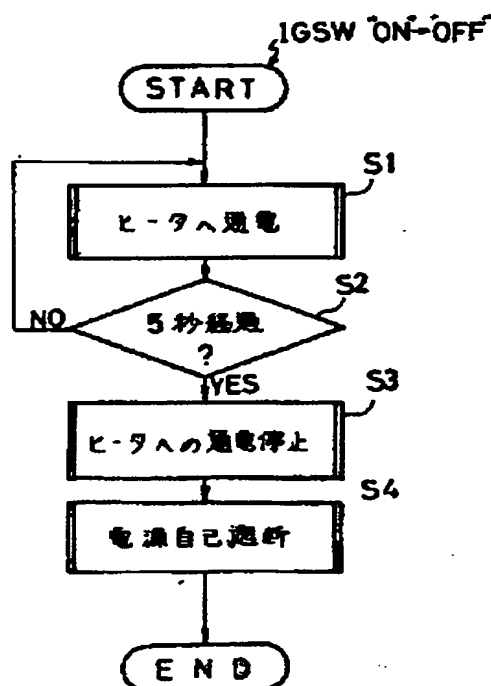 IGSW "ON"→"OFF"
START
S1
ヒータへ通電
S2
5秒経過
?
NO
YES
S3
ヒータへの通電停止
S4
電源自己遮断
END